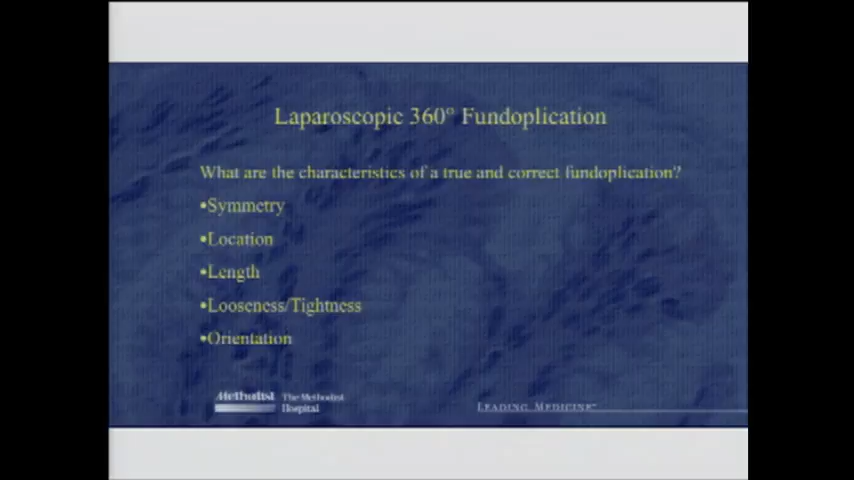 Laparoscopic 360° Fundoplication
What are the characteristics of a true and correct fundoplication?
•Symmetry
•Location
•Length
•Looseness/Tightness
•Orientation
Methodist The Methodist
Hospital
LEADING MEDICINE℠